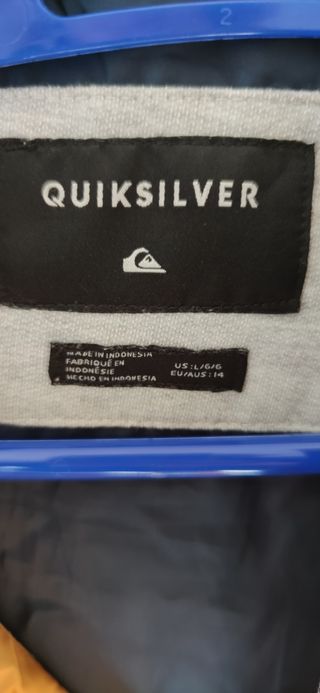 2
QUIKSILVER
MADE IN INDONESIA
FABRIQUÉ EN
INDONÉSIE
HECHO EN INDONESIA
US:L/G/G
EU/AUS:14